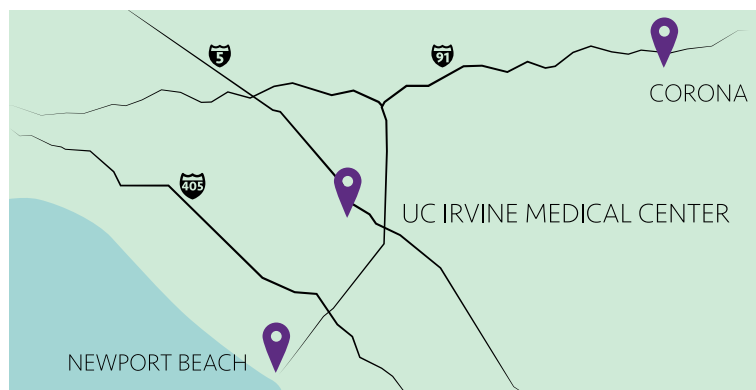 5
91
CORONA
405
UC IRVINE MEDICAL CENTER
NEWPORT BEACH